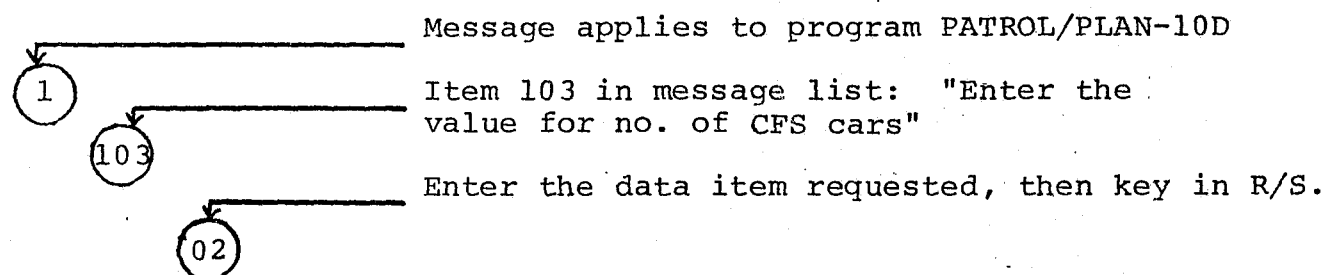 Message applies to program PATROL/PLAN-10D
1
Item 103 in message list: "Enter the
value for no. of CFS cars"
103
Enter the data item requested, then key in R/S.
02